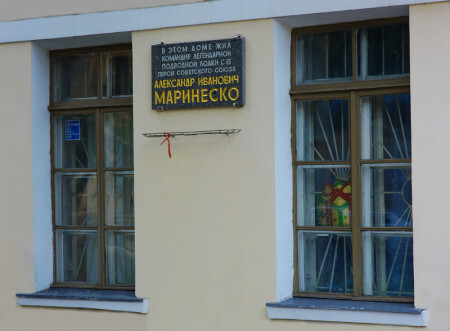 В ЭТОМ ДОМЕ ЖИЛ
КОМАНДИР ЛЕГЕНДАРНОЙ
ПОДВОДНОЙ ЛОДКИ С-13
ГЕРОЙ СОВЕТСКОГО СОЮЗА
АЛЕКСАНДР ИВАНОВИЧ
МАРИНЕСКО